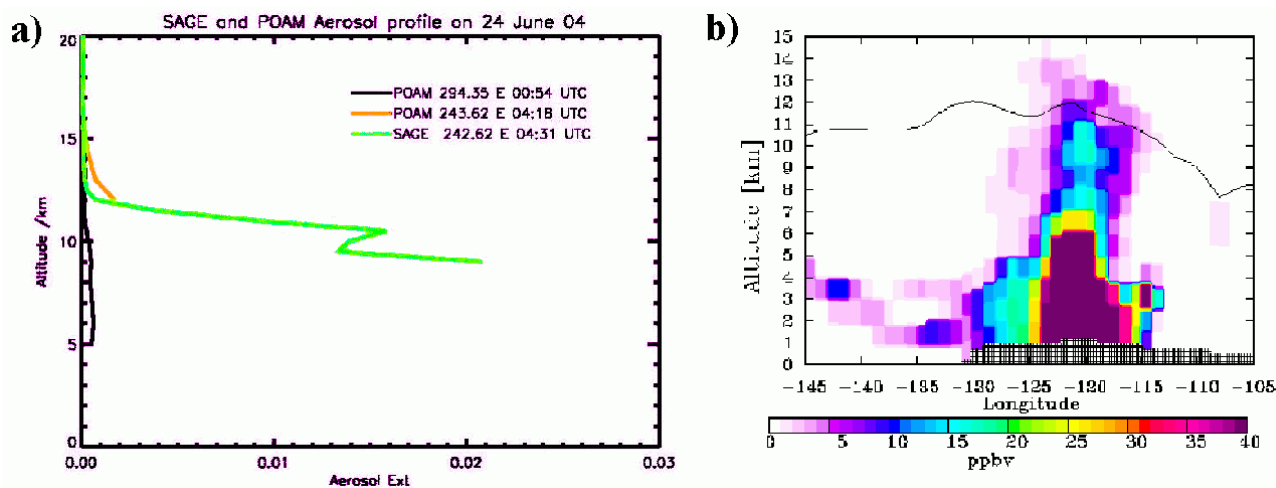 a)
SAGE and POAM Aerosol profile on 24 June 04
20
15
10
5
0
Altitude /km
POAM 294.35 E 00:54 UTC
POAM 243.62 E 04:18 UTC
SAGE 242.62 E 04:31 UTC
0.00 0.01 0.02 0.03
Aerosol Ext
b)
15
14
13
12
11
10
9
8
7
6
5
4
3
2
1
0
Altitude [km]
-145 -140 -135 -130 -125 -120 -115 -110 -105
Longitude
0 5 10 15 20 25 30 35 40
ppbv